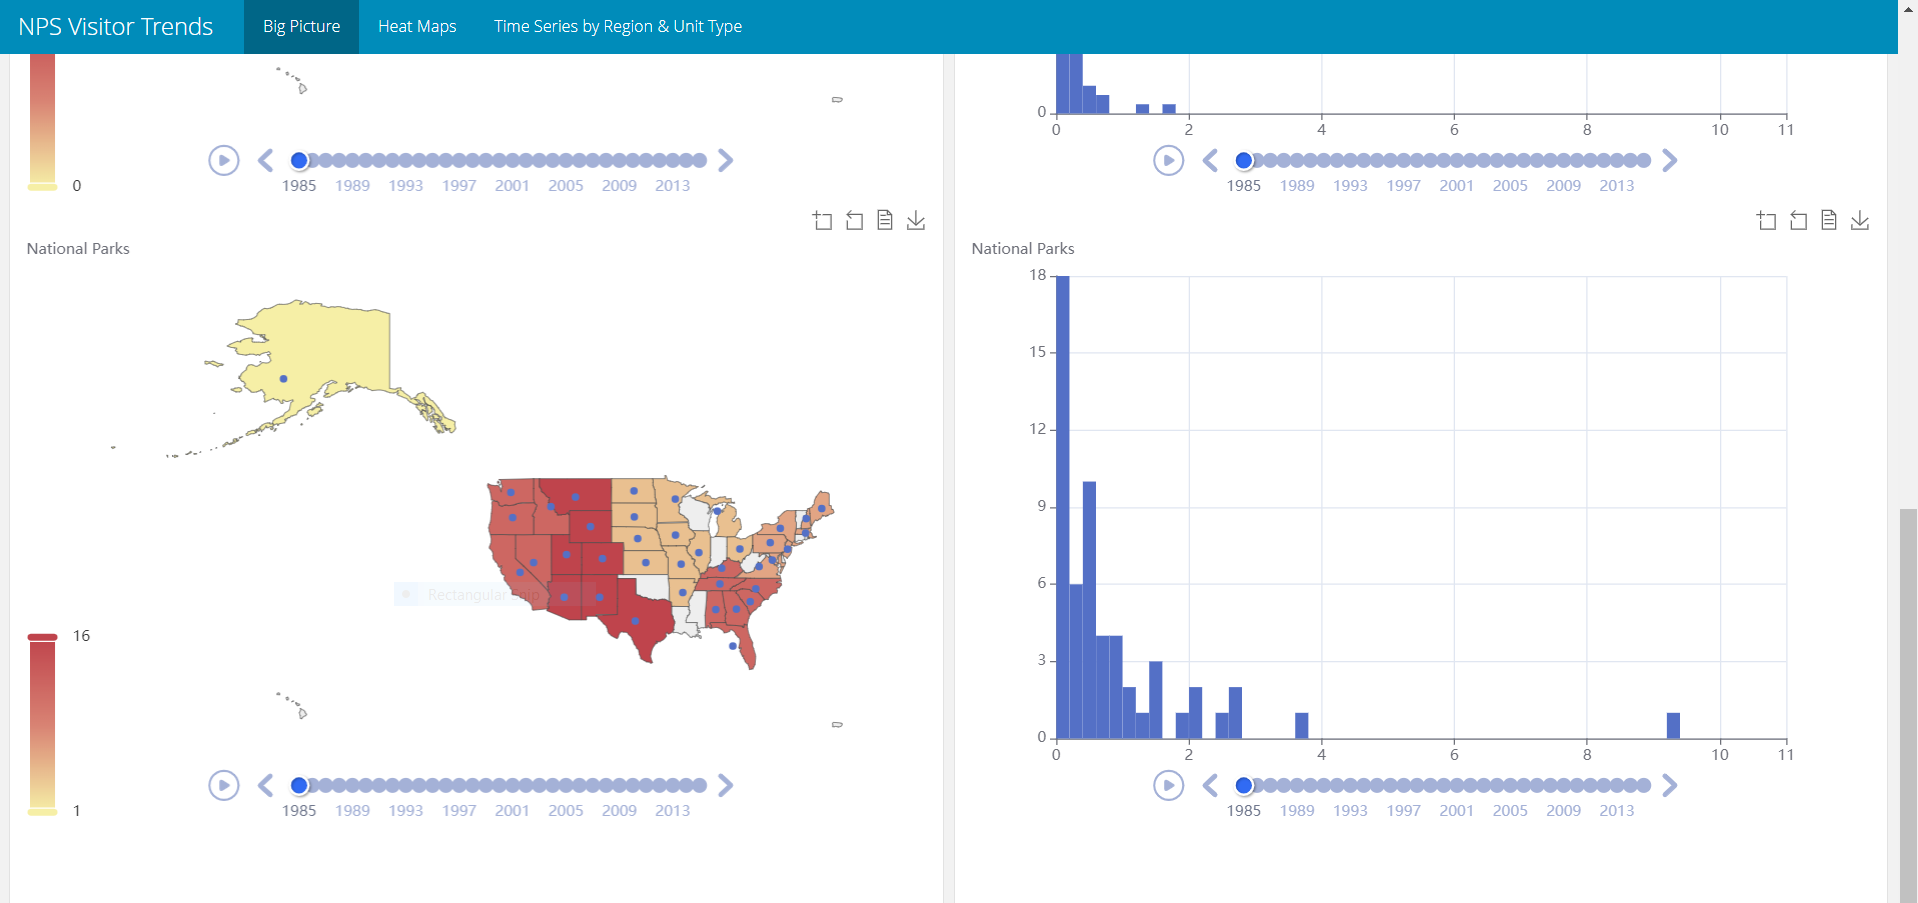 NPS Visitor Trends
Big Picture
Heat Maps
Time Series by Region & Unit Type
0
1985 1989 1993 1997 2001 2005 2009 2013
0
0 2 4 6 8 10 11
1985 1989 1993 1997 2001 2005 2009 2013
National Parks
Rectangular Snip
16
1
1985 1989 1993 1997 2001 2005 2009 2013
National Parks
18
15
12
9
6
3
0
0 2 4 6 8 10 11
1985 1989 1993 1997 2001 2005 2009 2013